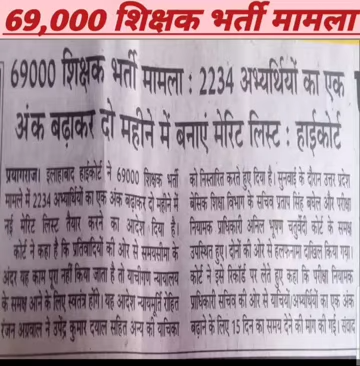 69,000 शिक्षक भर्ती मामला
69000 शिक्षक भर्ती मामला : 2234 अभ्यर्थियों का एक
अंक बढ़ाकर दो महीने में बनाएं मेरिट लिस्ट : हाईकोर्ट
प्रयागराज। इलाहाबाद हाईकोर्ट ने 69000 शिक्षक भर्ती
मामले में 2234 अभ्यर्थियों का एक अंक बढ़ाकर दो महीने में
नई मेरिट लिस्ट तैयार करने का आदेश दिया है।
कोर्ट ने कहा है कि प्रतिवादियों की ओर से समयसीमा के
अंदर यह काम पूरा नहीं किया जाता है तो याचीगण न्यायालय
के समक्ष आने के लिए स्वतंत्र होंगे। यह आदेश न्यायमूर्ति रोहित
रंजन अग्रवाल ने उपेंद्र कुमार दयाल सहित अन्य की याचिका
को निस्तारित करते हुए दिया है। सुनवाई के दौरान उत्तर प्रदेश
बेसिक शिक्षा विभाग के सचिव प्रताप सिंह बघेल और परीक्षा
नियामक प्राधिकारी अनिल भूषण चतुर्वेदी कोर्ट के समक्ष
उपस्थित हुए। दोनों की ओर से हलफनामा दाखिल किया गया।
कोर्ट ने इसे रिकॉर्ड पर लेते हुए कहा कि परीक्षा नियामक
प्राधिकारी सचिव की ओर से याचियों/अभ्यर्थियों का एक अंक
बढ़ाने के लिए 15 दिन का समय देने की मांग की गई। संवाद